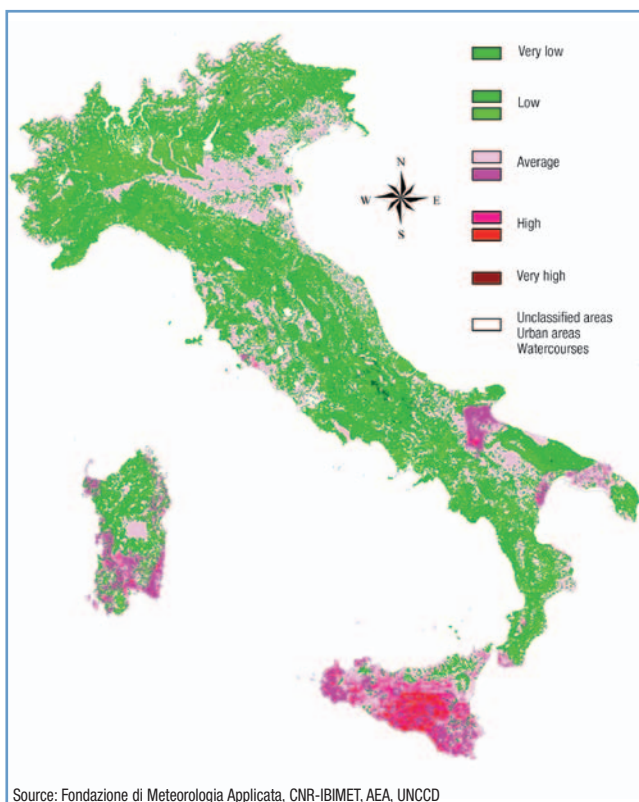 Very low
Low
Average
N
W E
S
High
Very high
Unclassified areas
Urban areas
Watercourses
Source: Fondazione di Meteorologia Applicata, CNR-IBIMET, AEA, UNCCD